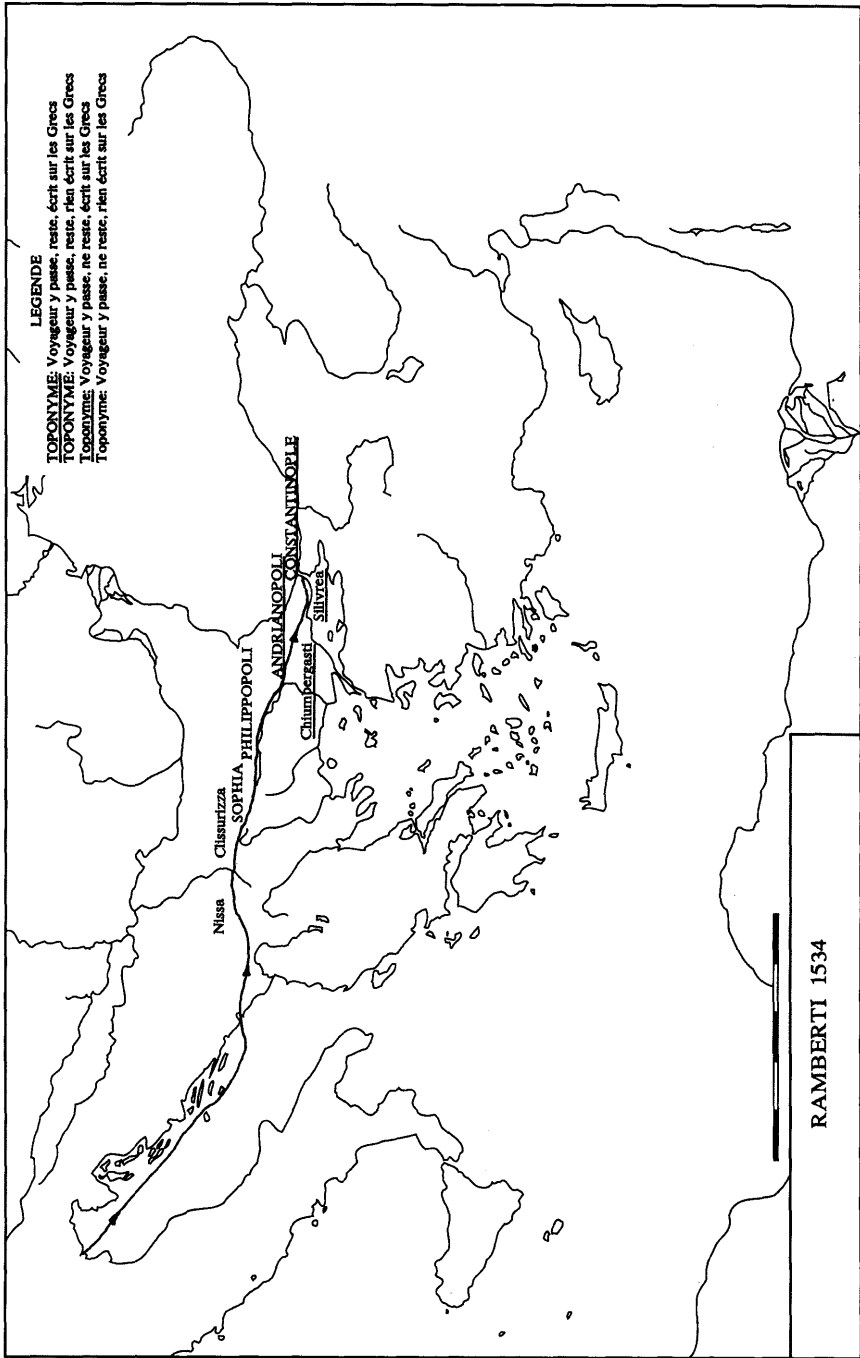 LEGENDE
TOPONYME: Voyageur y passe, reste, écrit sur les Grecs
TOPONYME: Voyageur y passe, reste, rien écrit sur les Grecs
Toponyme: Voyageur y passe, ne reste, écrit sur les Grecs
Toponyme: Voyageur y passe, ne reste, rien écrit sur les Grecs
Nissa
Clissurizza
SOPHIA
PHILIPPOPOLI
ANDRIANOPOLI
CONSTANTINOPLE
Chiumbergasti
Silivrea
RAMBERTI 1534